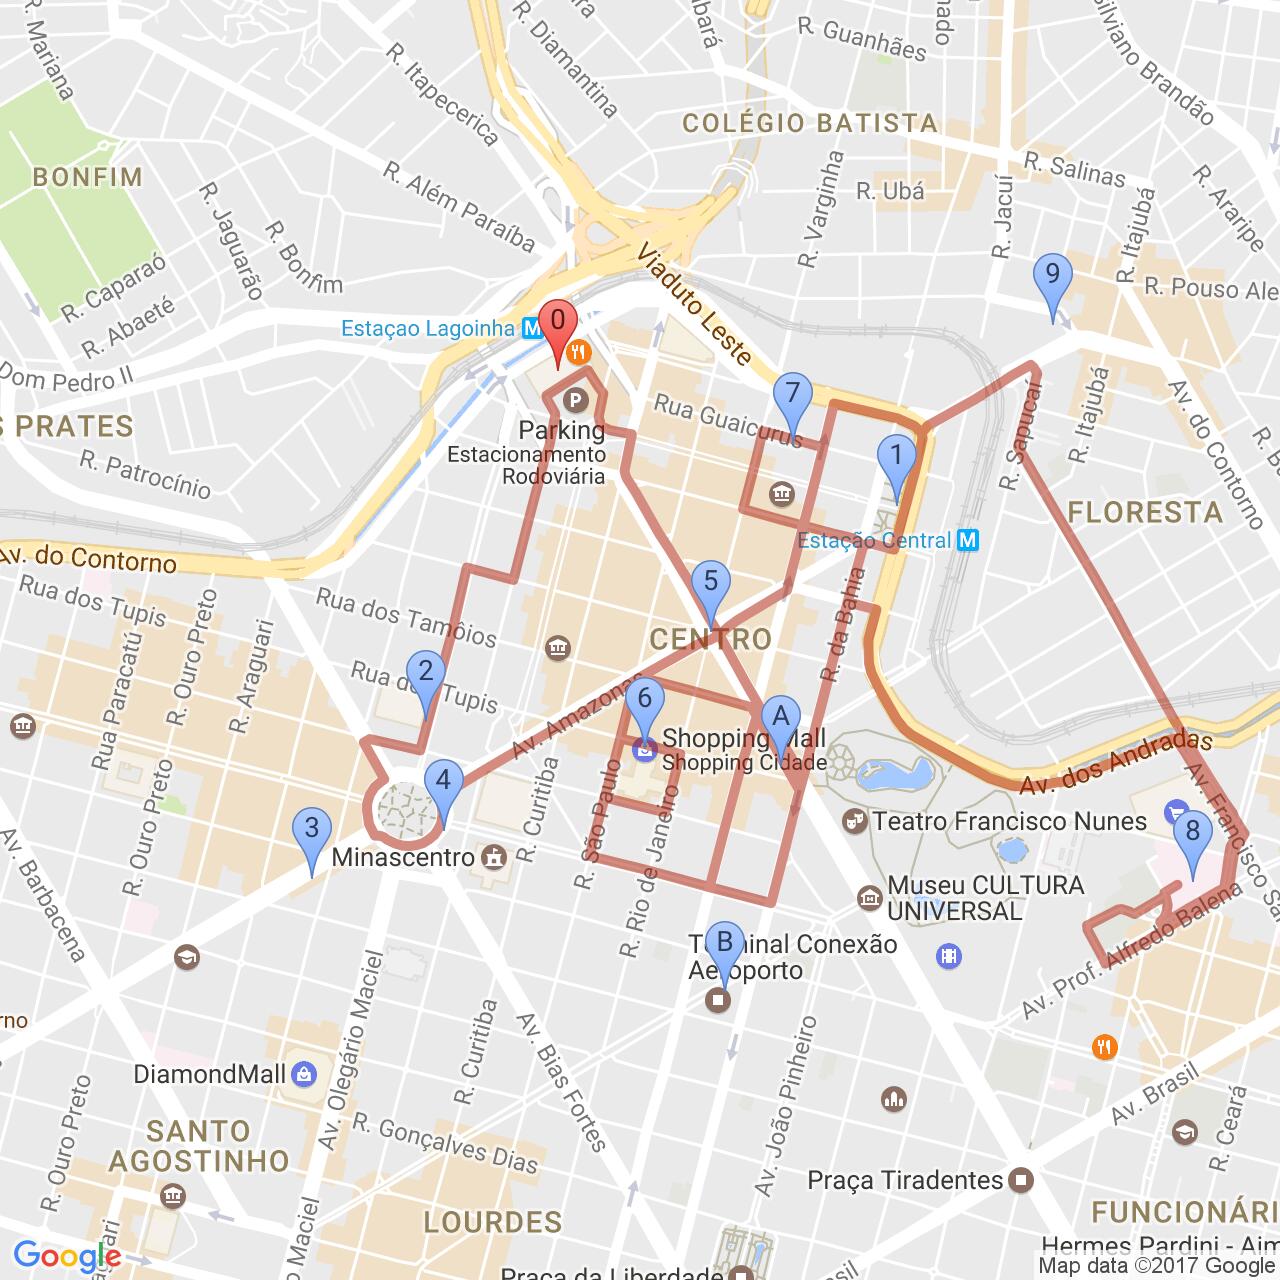 R. Mariana
R. Itapecerica
R. Diamantina
R. Guanhães
Silviano Brandão
COLÉGIO BATISTA
R. Salinas
R. Araripe
BONFIM
R. Além Paraíba
R. Varginha
R. Ubá
R. Jacuí
R. Itajubá
R. Jaguarão
R. Bonfim
R. Caparaó
R. Abaeté
Viaduto Leste
9
R. Pouso Ale
Estaçao Lagoinha
M
0
Dom Pedro II
S PRATES
P
Parking
Estacionamento
Rodoviária
Rua Guaicurus
7
R. Sapucaí
R. Itajubá
Av. do Contorno
R. Patrocínio
1
FLORESTA
Estação Central
M
Av. do Contorno
Rua dos Tupis
Rua dos Tamôios
5
CENTRO
R. da Bahia
R. Ouro Preto
R. Araguari
Rua Paracatú
2
Tupis
6
A
Av. Amazonas
Shopping
Shopping Cidade
Av. dos Andradas
Av. Francisco Sa
4
3
R. Curitiba
R. São Paulo
R. Rio de Janeiro
Teatro Francisco Nunes
8
Minascentro
R. Ouro Preto
Av. Barbacena
Museu CULTURA
UNIVERSAL
Av. Prof. Alfredo Balena
B
Conexão
Aeroporto
Av. Olegário Maciel
R. Curitiba
Av. Bias Fortes
Av. João Pinheiro
DiamondMall
Av. Brasil
R. Ceará
R. Ouro Preto
SANTO
AGOSTINHO
R. Gonçalves Dias
Praça Tiradentes
LOURDES
FUNCIONÁRI
Hermes Pardini - Aim
Maciel
Praça da Liberdade
Google
Map data ©2017 Google